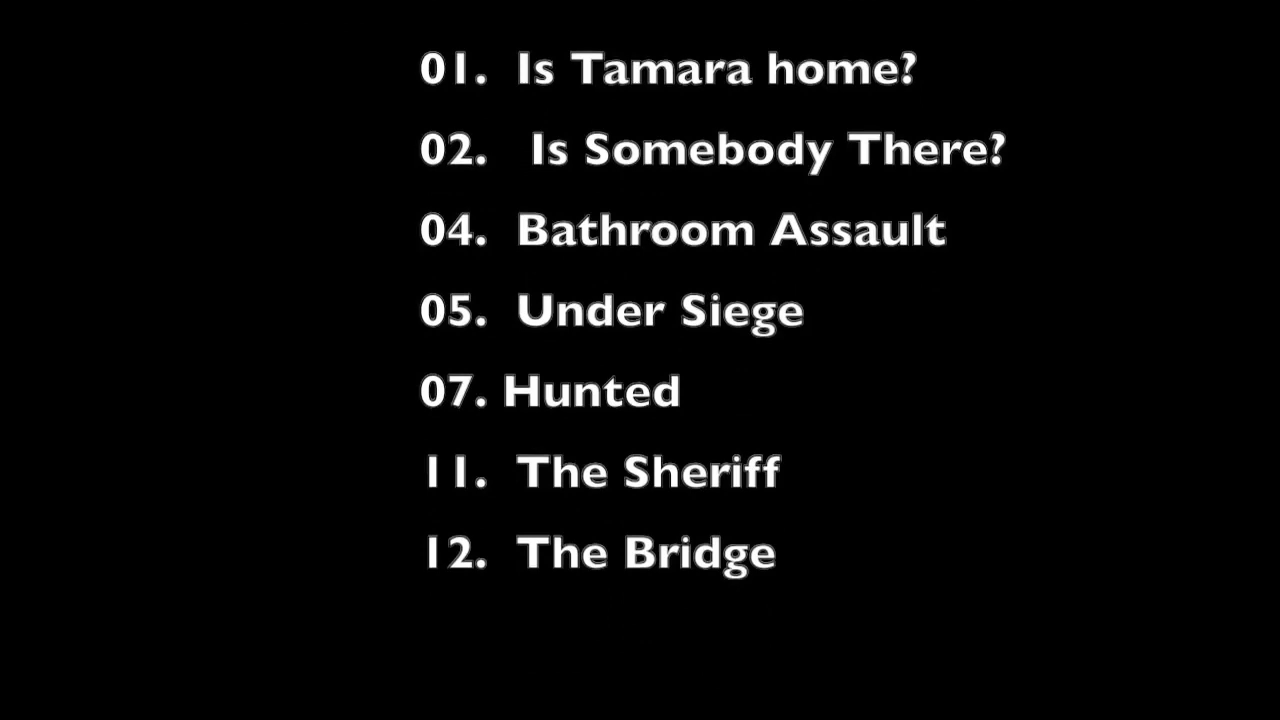 01. Is Tamara home?
02. Is Somebody There?
04. Bathroom Assault
05. Under Siege
07. Hunted
11. The Sheriff
12. The Bridge